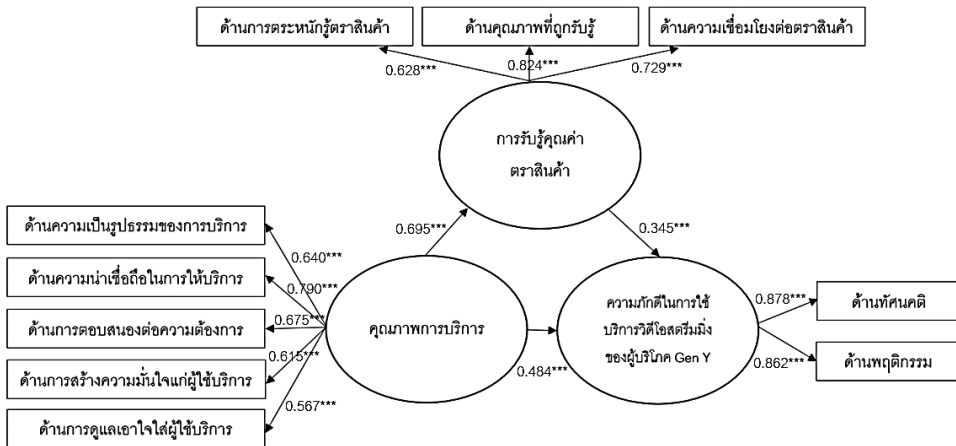 ด้านการตระหนักรู้ตราสินค้า
ด้านคุณภาพที่ถูกรับรู้
ด้านความเชื่อมโยงต่อตราสินค้า
0.628***
0.824***
0.729***
การรับรู้คุณค่า
ตราสินค้า
0.695***
0.345***
ด้านความเป็นรูปธรรมของการบริการ
ด้านความน่าเชื่อถือในการให้บริการ
ด้านการตอบสนองต่อความต้องการ
ด้านการสร้างความมั่นใจแก่ผู้ใช้บริการ
ด้านการดูแลเอาใจใส่ผู้ใช้บริการ
0.640***
0.790***
0.675***
0.615***
0.567***
คุณภาพการบริการ
0.484***
ความภักดีในการใช้
บริการวิดีโอสตรีมมิ่ง
ของผู้บริโภค Gen Y
0.878***
0.862***
ด้านทัศนคติ
ด้านพฤติกรรม